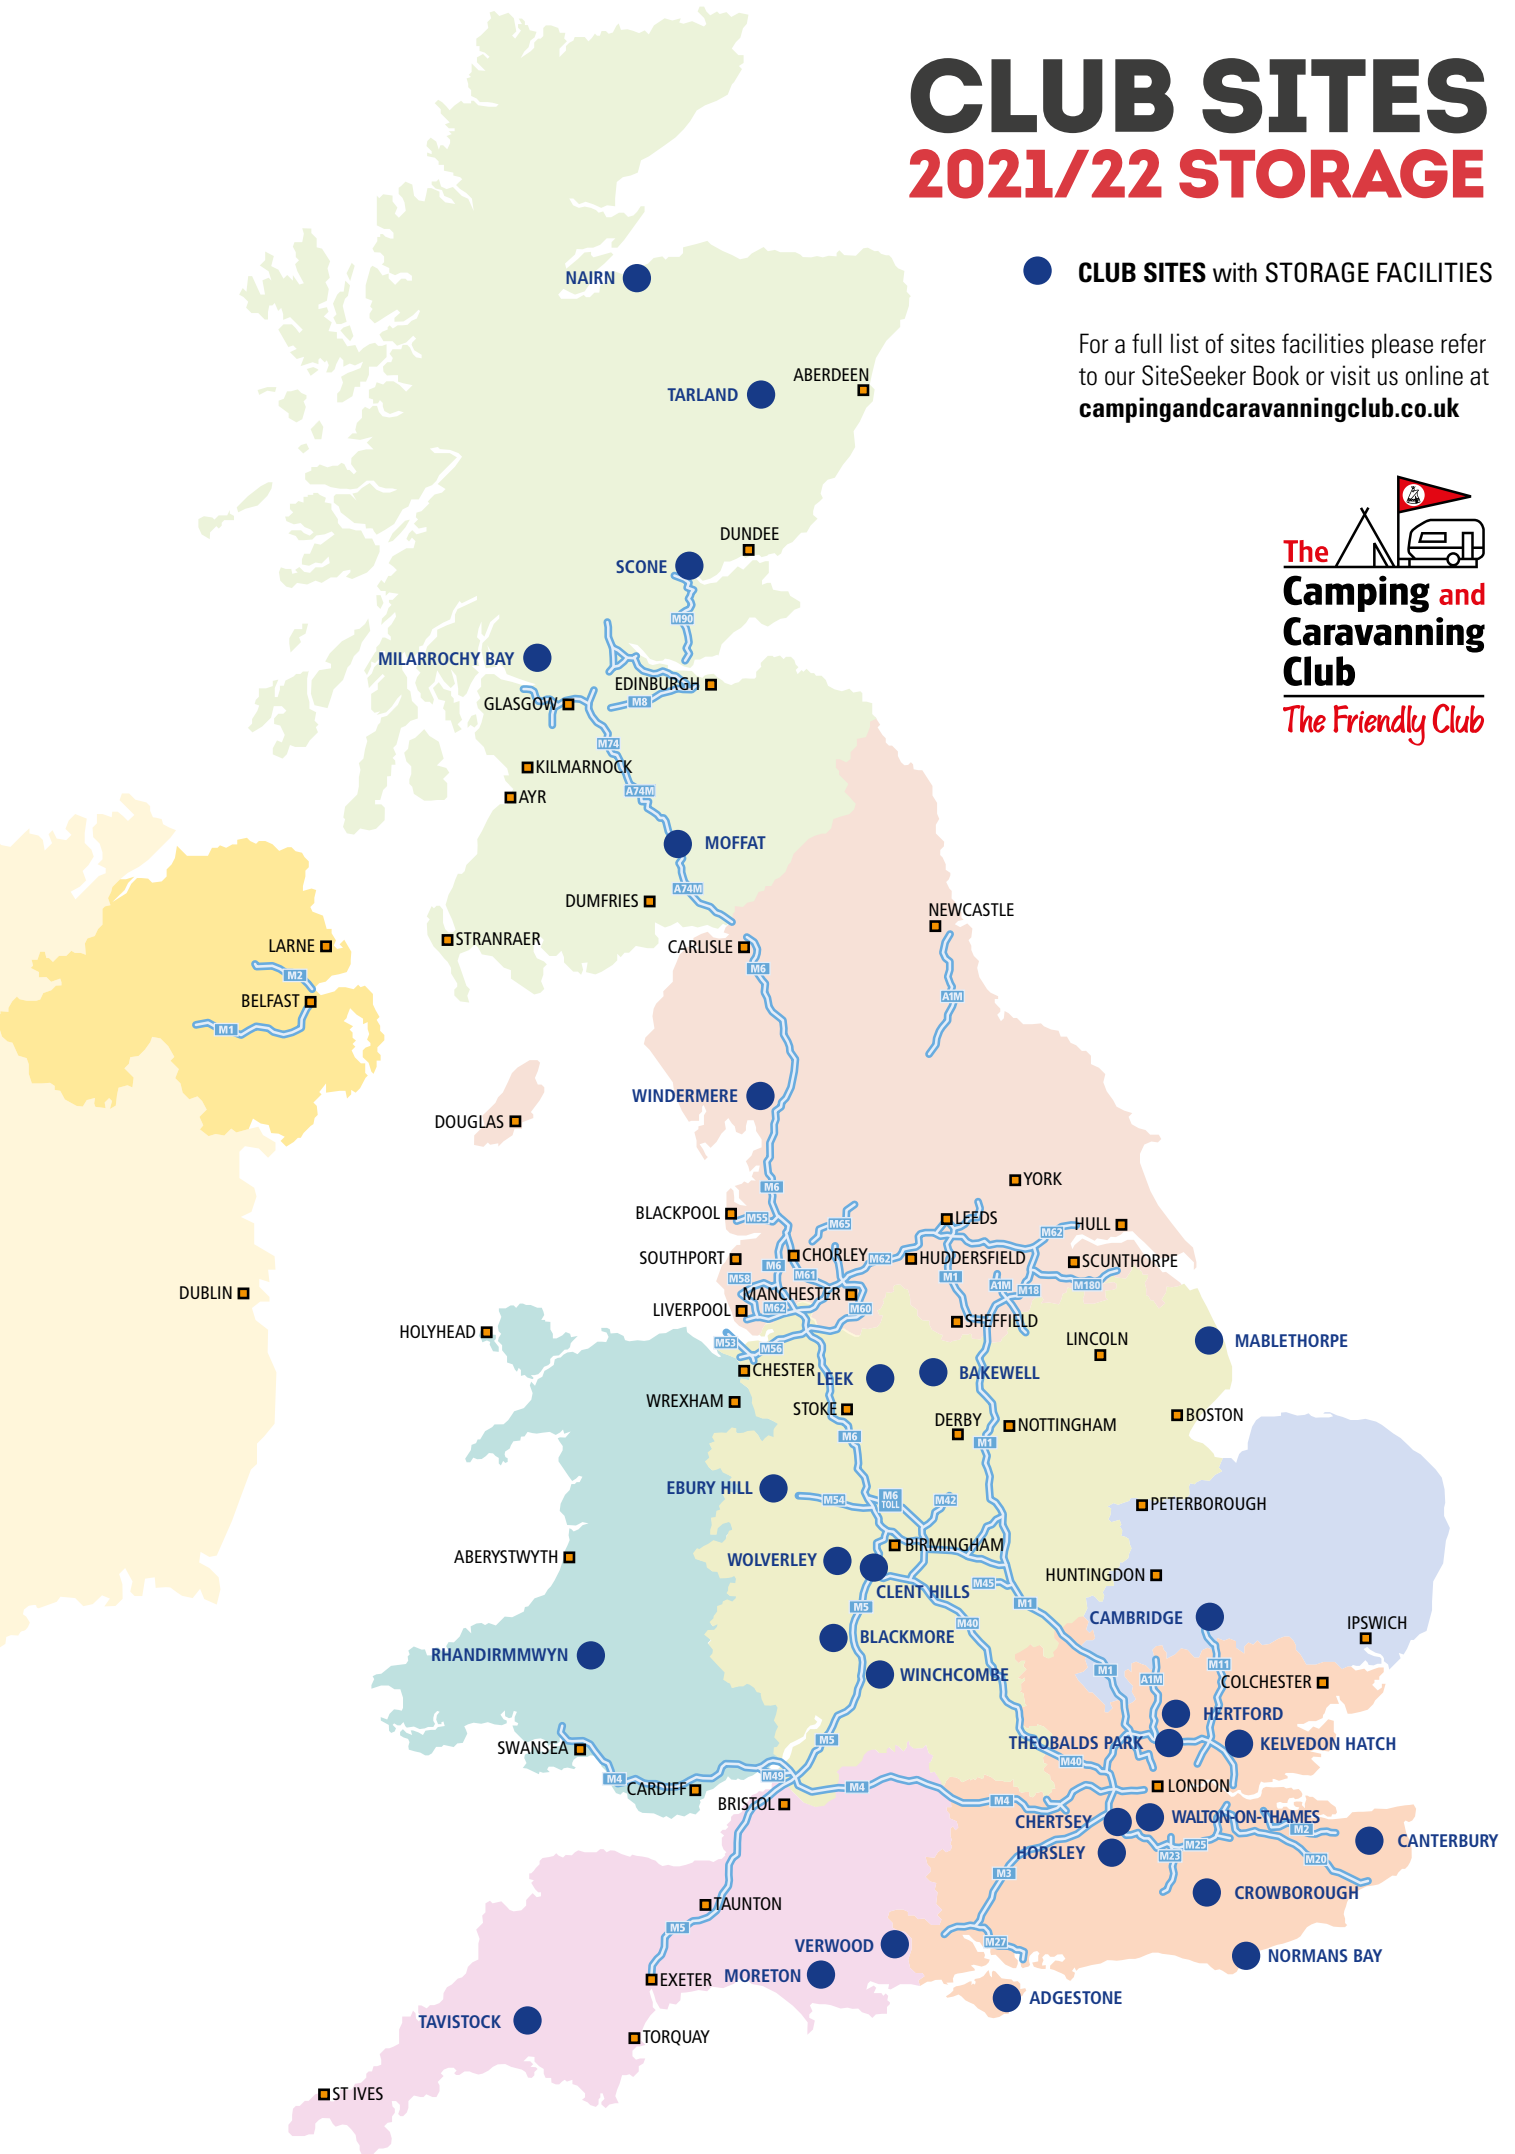 CLUB SITES
2021/22 STORAGE
CLUB SITES with STORAGE FACILITIES
For a full list of sites facilities please refer
to our SiteSeeker Book or visit us online at
campingandcaravanningclub.co.uk
The
Camping and
Caravanning
Club
The Friendly Club
NAIRN
ABERDEEN
TARLAND
DUNDEE
SCONE
M90
MILARROCHY BAY
EDINBURGH
GLASGOW
M8
M74
KILMARNOCK
A74M
AYR
MOFFAT
A74M
DUMFRIES
NEWCASTLE
STRANRAER
LARNE
CARLISLE
M6
M2
A1M
BELFAST
M1
WINDERMERE
DOUGLAS
YORK
M6
BLACKPOOL
M55
M65
LEEDS
HULL
M62
SOUTHPORT
CHORLEY
M62
HUDDERSFIELD
SCUNTHORPE
M6
M61
M58
M1
A1M
M18
M180
DUBLIN
MANCHESTER
LIVERPOOL
M62
M60
SHEFFIELD
HOLYHEAD
LINCOLN
MABLETHORPE
M53
M56
CHESTER
LEEK
BAKEWELL
WREXHAM
STOKE
DERBY
NOTTINGHAM
BOSTON
M6
M1
EBURY HILL
M54
M6
TOLL
M42
PETERBOROUGH
BIRMINGHAM
ABERYSTWYTH
WOLVERLEY
CLENT HILLS
M45
HUNTINGDON
M5
M1
CAMBRIDGE
M40
IPSWICH
BLACKMORE
RHANDIRMMWYN
WINCHCOMBE
M1
M11
A1M
COLCHESTER
HERTFORD
M5
SWANSEA
THEOBALDS PARK
KELVEDON HATCH
M40
M4
M49
CARDIFF
M4
LONDON
BRISTOL
M4
CHERTSEY
WALTON-ON-THAMES
M2
CANTERBURY
M25
HORSLEY
M23
M20
M3
CROWBOROUGH
TAUNTON
M5
VERWOOD
M27
NORMANS BAY
EXETER
MORETON
ADGESTONE
TAVISTOCK
TORQUAY
ST IVES